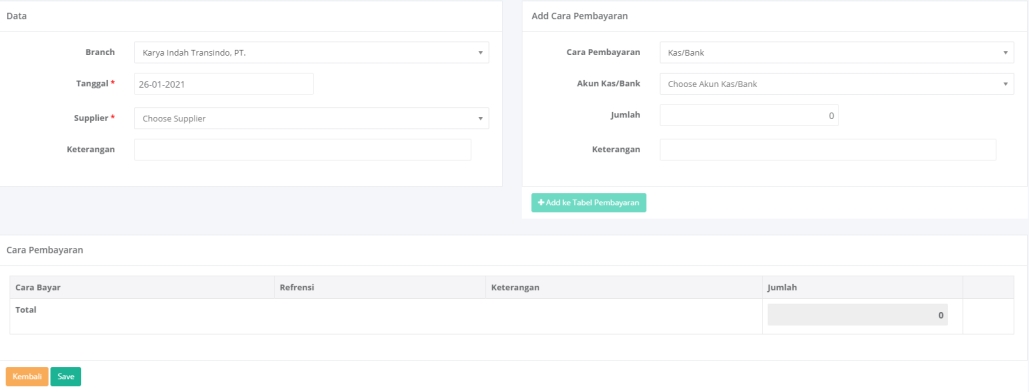 Data
Branch
Karya Indah Transindo, PT.
Tanggal *
26-01-2021
Supplier *
Choose Supplier
Keterangan
Add Cara Pembayaran
Cara Pembayaran
Kas/Bank
Akun Kas/Bank
Choose Akun Kas/Bank
Jumlah
0
Keterangan
+ Add ke Tabel Pembayaran
Cara Pembayaran
Cara Bayar Refrensi Keterangan Jumlah
Total 0
Kembali Save